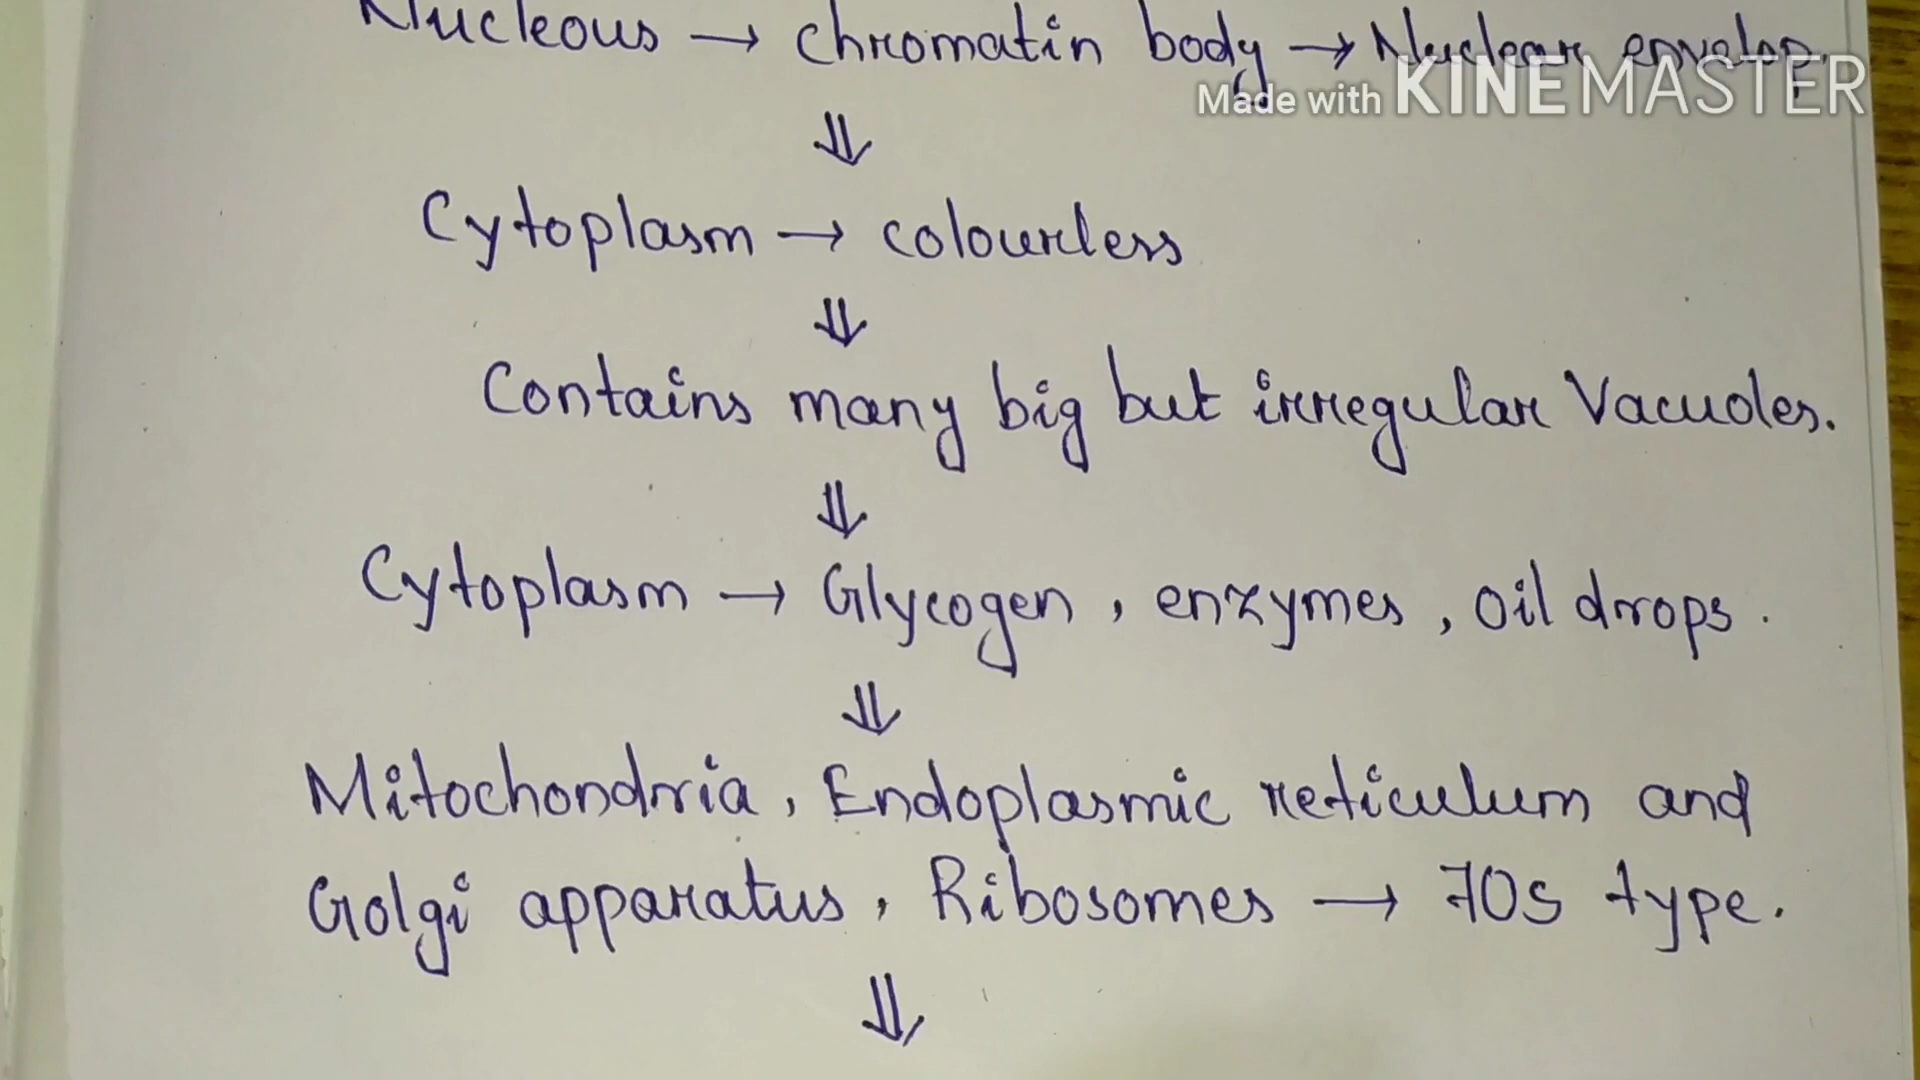 Nucleous → chromatin body → Nuclear envelop.
Made with KINEMASTER
⇓
Cytoplasm → colourless
⇓
Contains many big but irregular Vacuoles.
⇓
Cytoplasm → Glycogen, enzymes, oil drops.
⇓
Mitochondria, Endoplasmic reticulum and
Golgi apparatus, Ribosomes → 70s type.
⇓